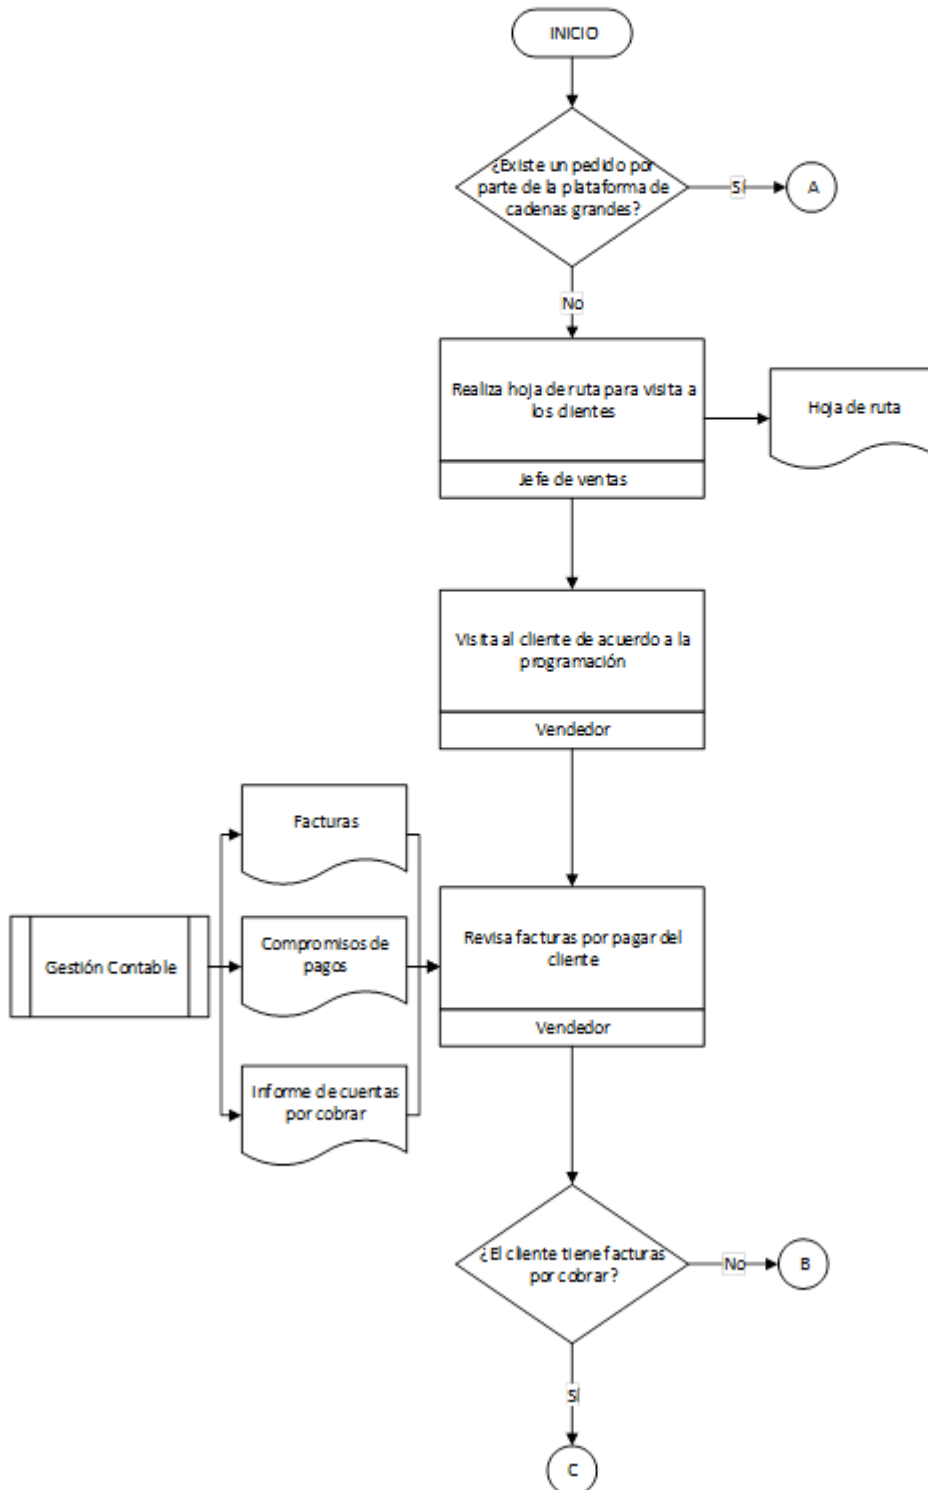 INICIO
¿Existe un pedido por
parte de la plataforma de
cadenas grandes?
Sí
A
No
Realiza hoja de ruta para visita a
los clientes
Jefe de ventas
Hoja de ruta
Visita al cliente de acuerdo a la
programación
Vendedor
Facturas
Gestión Contable
Compromisos de
pagos
Informe de cuentas
por cobrar
Revisa facturas por pagar del
cliente
Vendedor
¿El cliente tiene facturas
por cobrar?
No
B
Sí
C